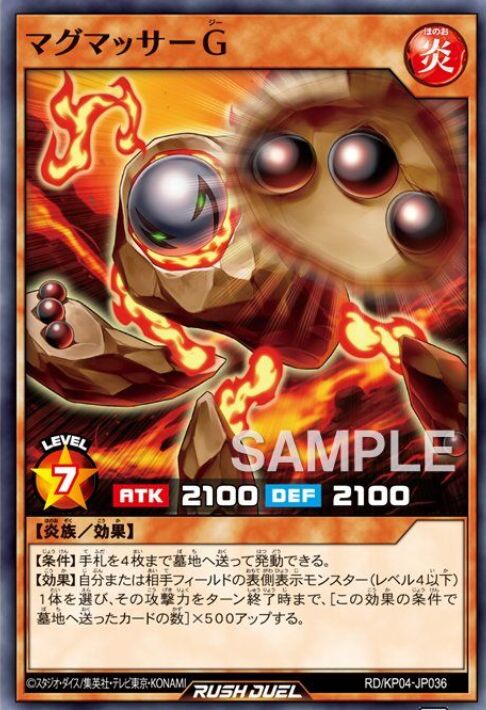 マグマッサーG
ジー
炎
ほのお
SAMPLE
LEVEL
7
ATK 2100 DEF 2100
【炎族/効果】
【条件】手札を4枚まで墓地へ送って発動できる。
【効果】自分または相手フィールドの表側表示モンスター(レベル4以下)
1体を選び、その攻撃力をターン終了時まで、[この効果の条件で
墓地へ送ったカードの数]×500アップする。
©スタジオ・ダイス/集英社・テレビ東京・KONAMI
RUSH DUEL
RD/KP04-JP036